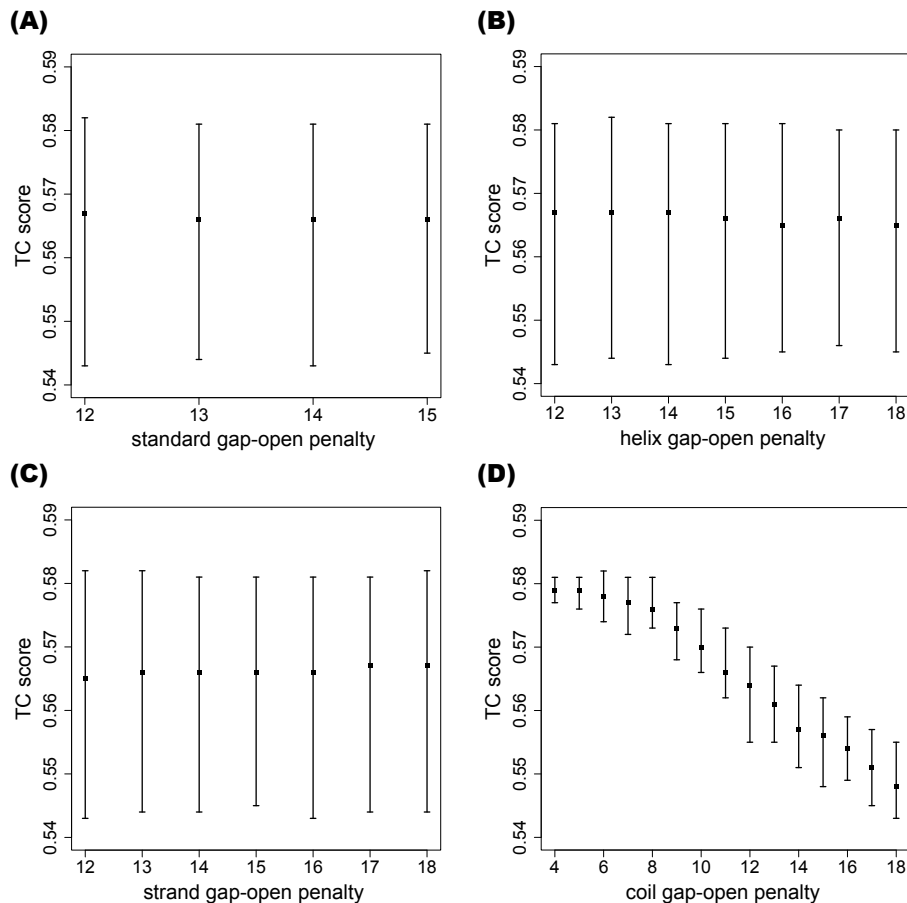 (A)
0.54 0.55 0.56 0.57 0.58 0.59
TC score
12 13 14 15
standard gap-open penalty
(B)
0.54 0.55 0.56 0.57 0.58 0.59
TC score
12 13 14 15 16 17 18
helix gap-open penalty
(C)
0.54 0.55 0.56 0.57 0.58 0.59
TC score
12 13 14 15 16 17 18
strand gap-open penalty
(D)
0.54 0.55 0.56 0.57 0.58 0.59
TC score
4 6 8 10 12 14 16 18
coil gap-open penalty